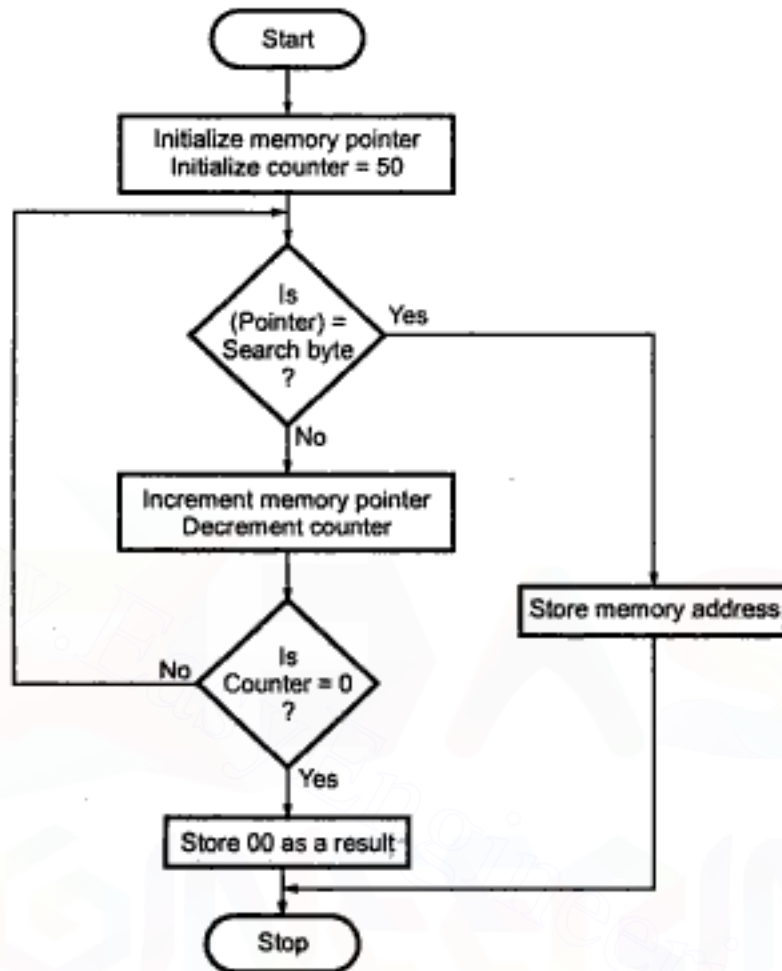 Start
Initialize memory pointer
Initialize counter = 50
Is
(Pointer) =
Search byte
?
Yes
No
Increment memory pointer
Decrement counter
Store memory address
Is
Counter = 0
?
No
Yes
Store 00 as a result
Stop